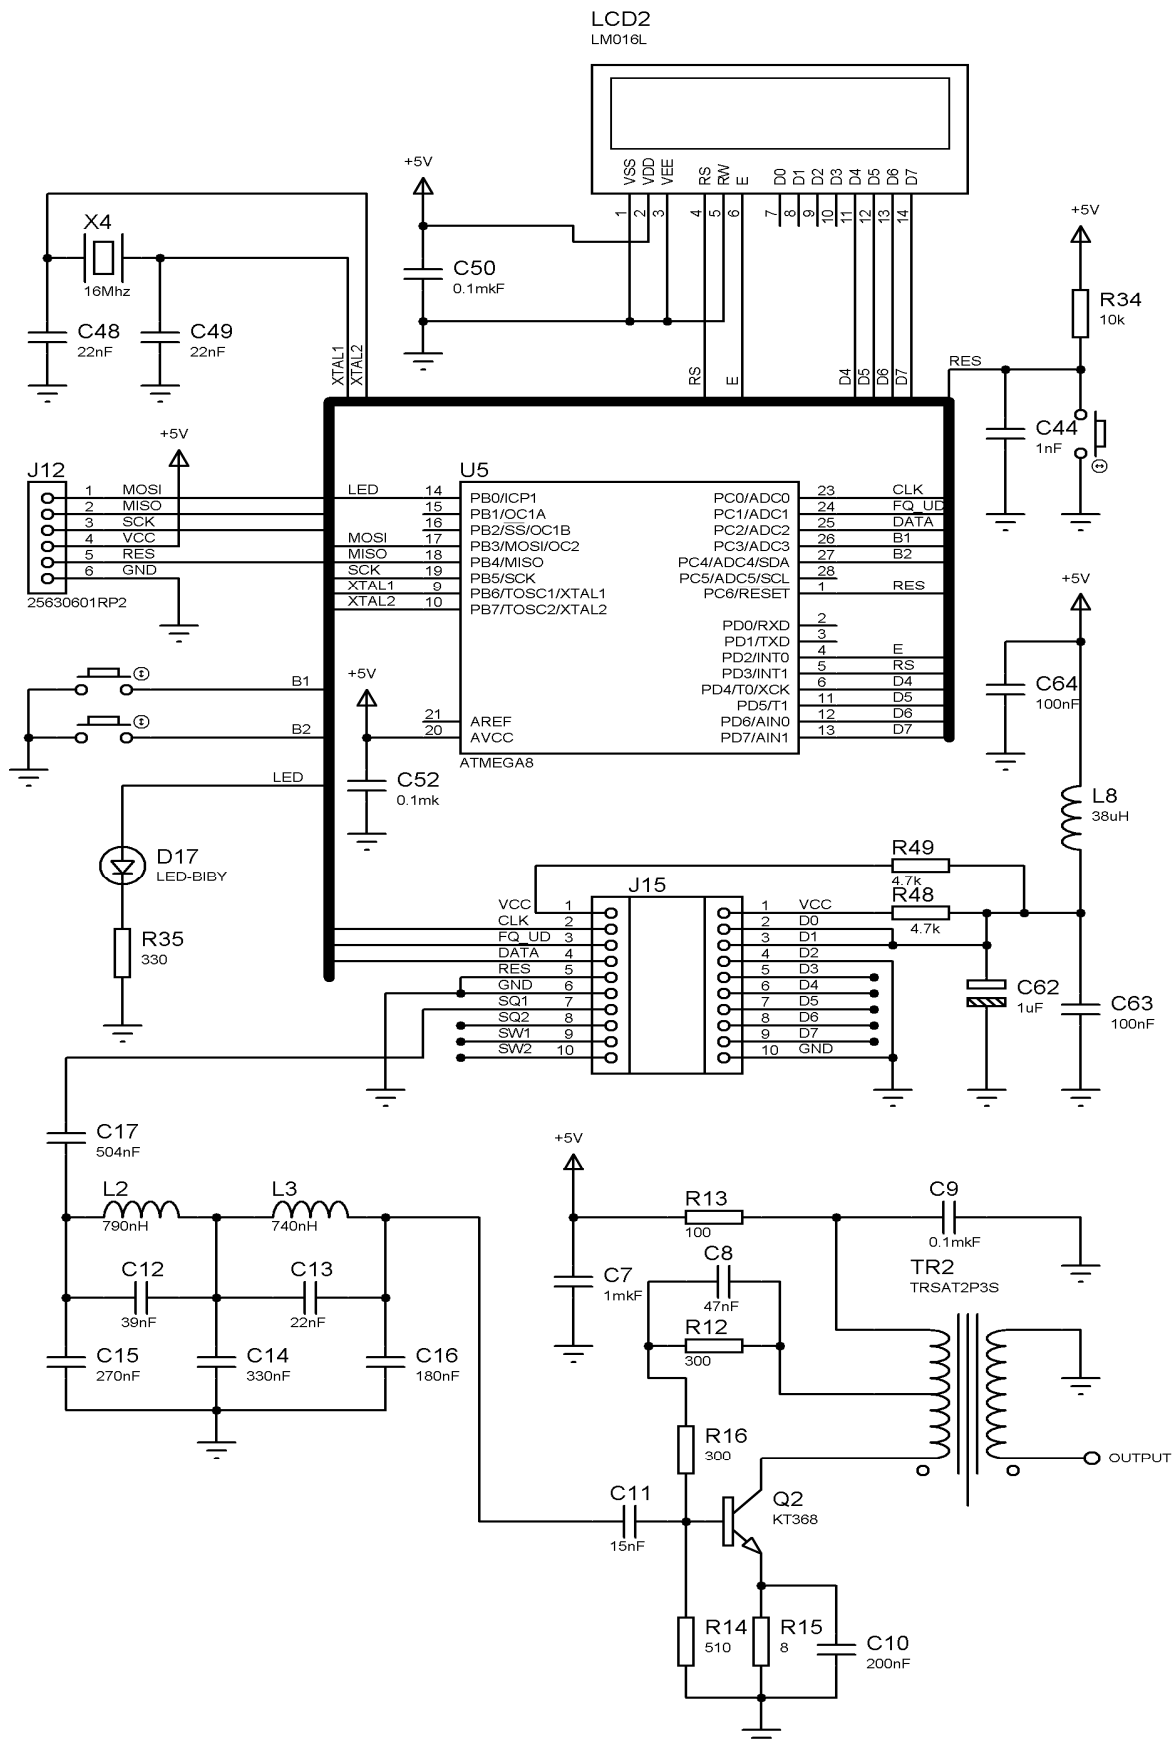 LCD2
LM016L
VSS
VDD
VEE
RS
RW
E
D0
D1
D2
D3
D4
D5
D6
D7
1
2
3
4
5
6
7
8
9
10
11
12
13
14
+5V
C50
0.1mkF
X4
16Mhz
C48
22nF
C49
22nF
XTAL1
XTAL2
RS
E
D4
D5
D6
D7
+5V
R34
10k
RES
C44
1nF
+5V
J12
1 MOSI
2 MISO
3 SCK
4 VCC
5 RES
6 GND
25630601RP2
U5
LED 14 PB0/ICP1
15 PB1/OC1A
16 PB2/SS/OC1B
MOSI 17 PB3/MOSI/OC2
MISO 18 PB4/MISO
SCK 19 PB5/SCK
XTAL1 9 PB6/TOSC1/XTAL1
XTAL2 10 PB7/TOSC2/XTAL2
21 AREF
20 AVCC
PC0/ADC0 23 CLK
PC1/ADC1 24 FQ_UD
PC2/ADC2 25 DATA
PC3/ADC3 26 B1
PC4/ADC4/SDA 27 B2
PC5/ADC5/SCL 28
PC6/RESET 1 RES
PD0/RXD 2
PD1/TXD 3
PD2/INT0 4 E
PD3/INT1 5 RS
PD4/T0/XCK 6 D4
PD5/T1 11 D5
PD6/AIN0 12 D6
PD7/AIN1 13 D7
ATMEGA8
B1
B2
LED
+5V
C52
0.1mk
D17
LED-BIBY
R35
330
+5V
C64
100nF
L8
38uH
R49
4.7k
R48
4.7k
J15
VCC 1
CLK 2
FQ_UD 3
DATA 4
RES 5
GND 6
SQ1 7
SQ2 8
SW1 9
SW2 10
1 VCC
2 D0
3 D1
4 D2
5 D3
6 D4
7 D5
8 D6
9 D7
10 GND
C62
1uF
C63
100nF
C17
504nF
L2
790nH
L3
740nH
C12
39nF
C13
22nF
C15
270nF
C14
330nF
C16
180nF
+5V
R13
100
C9
0.1mkF
C7
1mkF
C8
47nF
R12
300
TR2
TRSAT2P3S
R16
300
OUTPUT
C11
15nF
Q2
KT368
R14
510
R15
8
C10
200nF